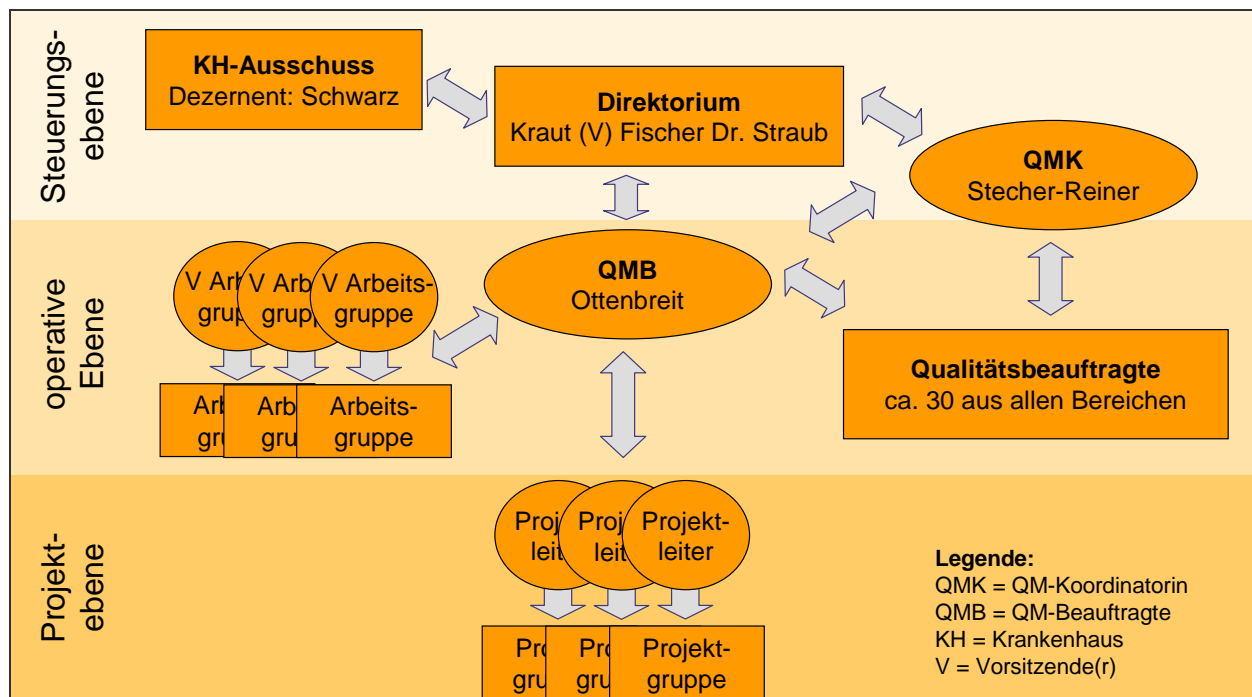 Steuerungs-
ebene
KH-Ausschuss
Dezernent: Schwarz
Direktorium
Kraut (V) Fischer Dr. Straub
QMK
Stecher-Reiner
operative
Ebene
V Arbeits-
gruppe
QMB
Ottenbreit
Arbeits-
gruppe
Qualitätsbeauftragte
ca. 30 aus allen Bereichen
Projekt-
ebene
Projekt-
leiter
Projekt-
gruppe
Legende:
QMK = QM-Koordinatorin
QMB = QM-Beauftragte
KH = Krankenhaus
V = Vorsitzende(r)